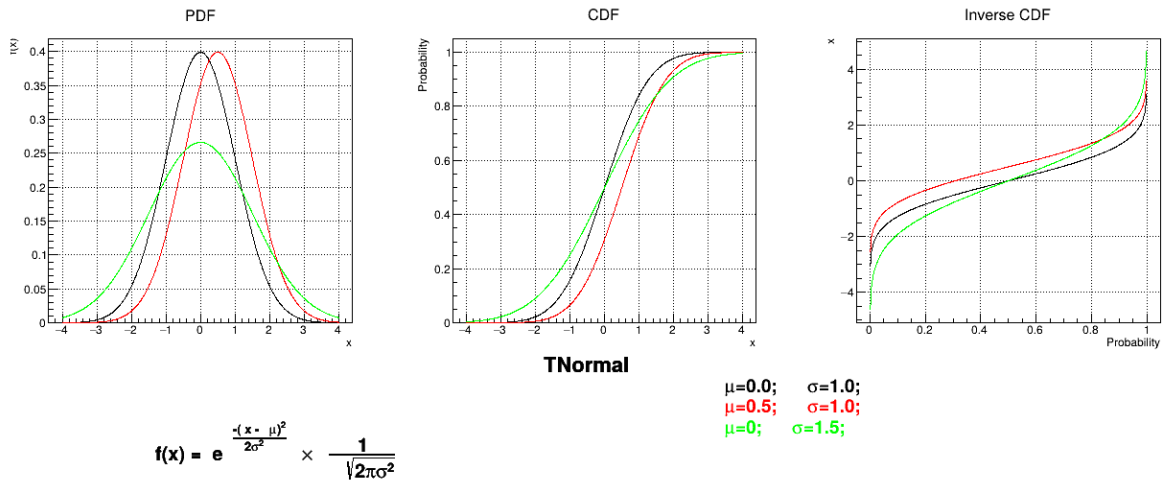 PDF
f(x)
0.4
0.35
0.3
0.25
0.2
0.15
0.1
0.05
0
−4 −3 −2 −1 0 1 2 3 4
x
CDF
Probability
1
0.8
0.6
0.4
0.2
0
−4 −3 −2 −1 0 1 2 3 4
x
Inverse CDF
x
4
2
0
−2
−4
0 0.2 0.4 0.6 0.8 1
Probability
TNormal
μ=0.0; σ=1.0;
μ=0.5; σ=1.0;
μ=0; σ=1.5;
f(x) = e^(-(x - μ)²/2σ²) × 1/√2πσ²